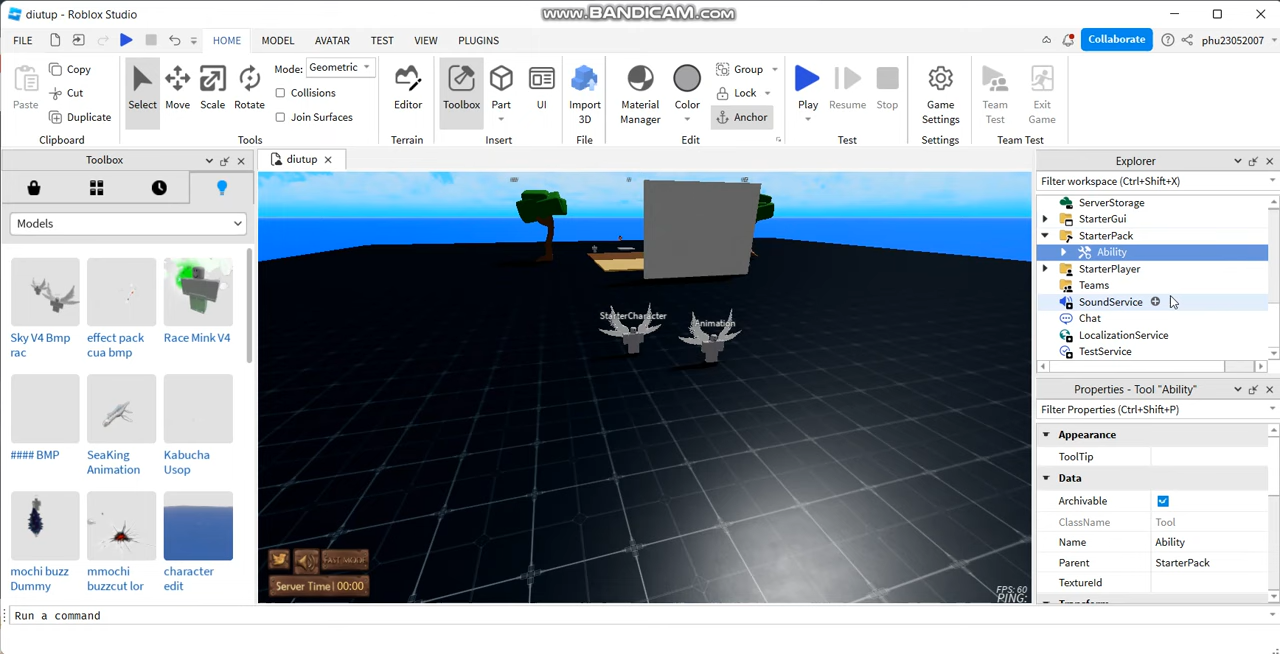 diutup - Roblox Studio
www.BANDICAM.com
FILE
HOME
MODEL
AVATAR
TEST
VIEW
PLUGINS
Collaborate
phu23052007
Paste
Copy
Cut
Duplicate
Clipboard
Select
Move
Scale
Rotate
Mode: Geometric
Collisions
Join Surfaces
Tools
Editor
Terrain
Toolbox
Part
UI
Insert
Import
3D
File
Material
Manager
Color
Group
Lock
Anchor
Edit
Play
Resume
Stop
Test
Game
Settings
Settings
Team
Test
Exit
Game
Team Test
Toolbox
Models
Sky V4 Bmp
rac
effect pack
cua bmp
Race Mink V4
#### BMP
SeaKing
Animation
Kabucha
Usop
mochi buzz
Dummy
mmochi
buzzcut lor
character
edit
diutup
StarterCharacter
Animation
FAST MODE
Server Time | 00:00
FPS: 60
PING:
Explorer
Filter workspace (Ctrl+Shift+X)
ServerStorage
StarterGui
StarterPack
Ability
StarterPlayer
Teams
SoundService
Chat
LocalizationService
TestService
Properties - Tool "Ability"
Filter Properties (Ctrl+Shift+P)
Appearance
ToolTip
Data
Archivable
ClassName Tool
Name Ability
Parent StarterPack
TextureId
Run a command